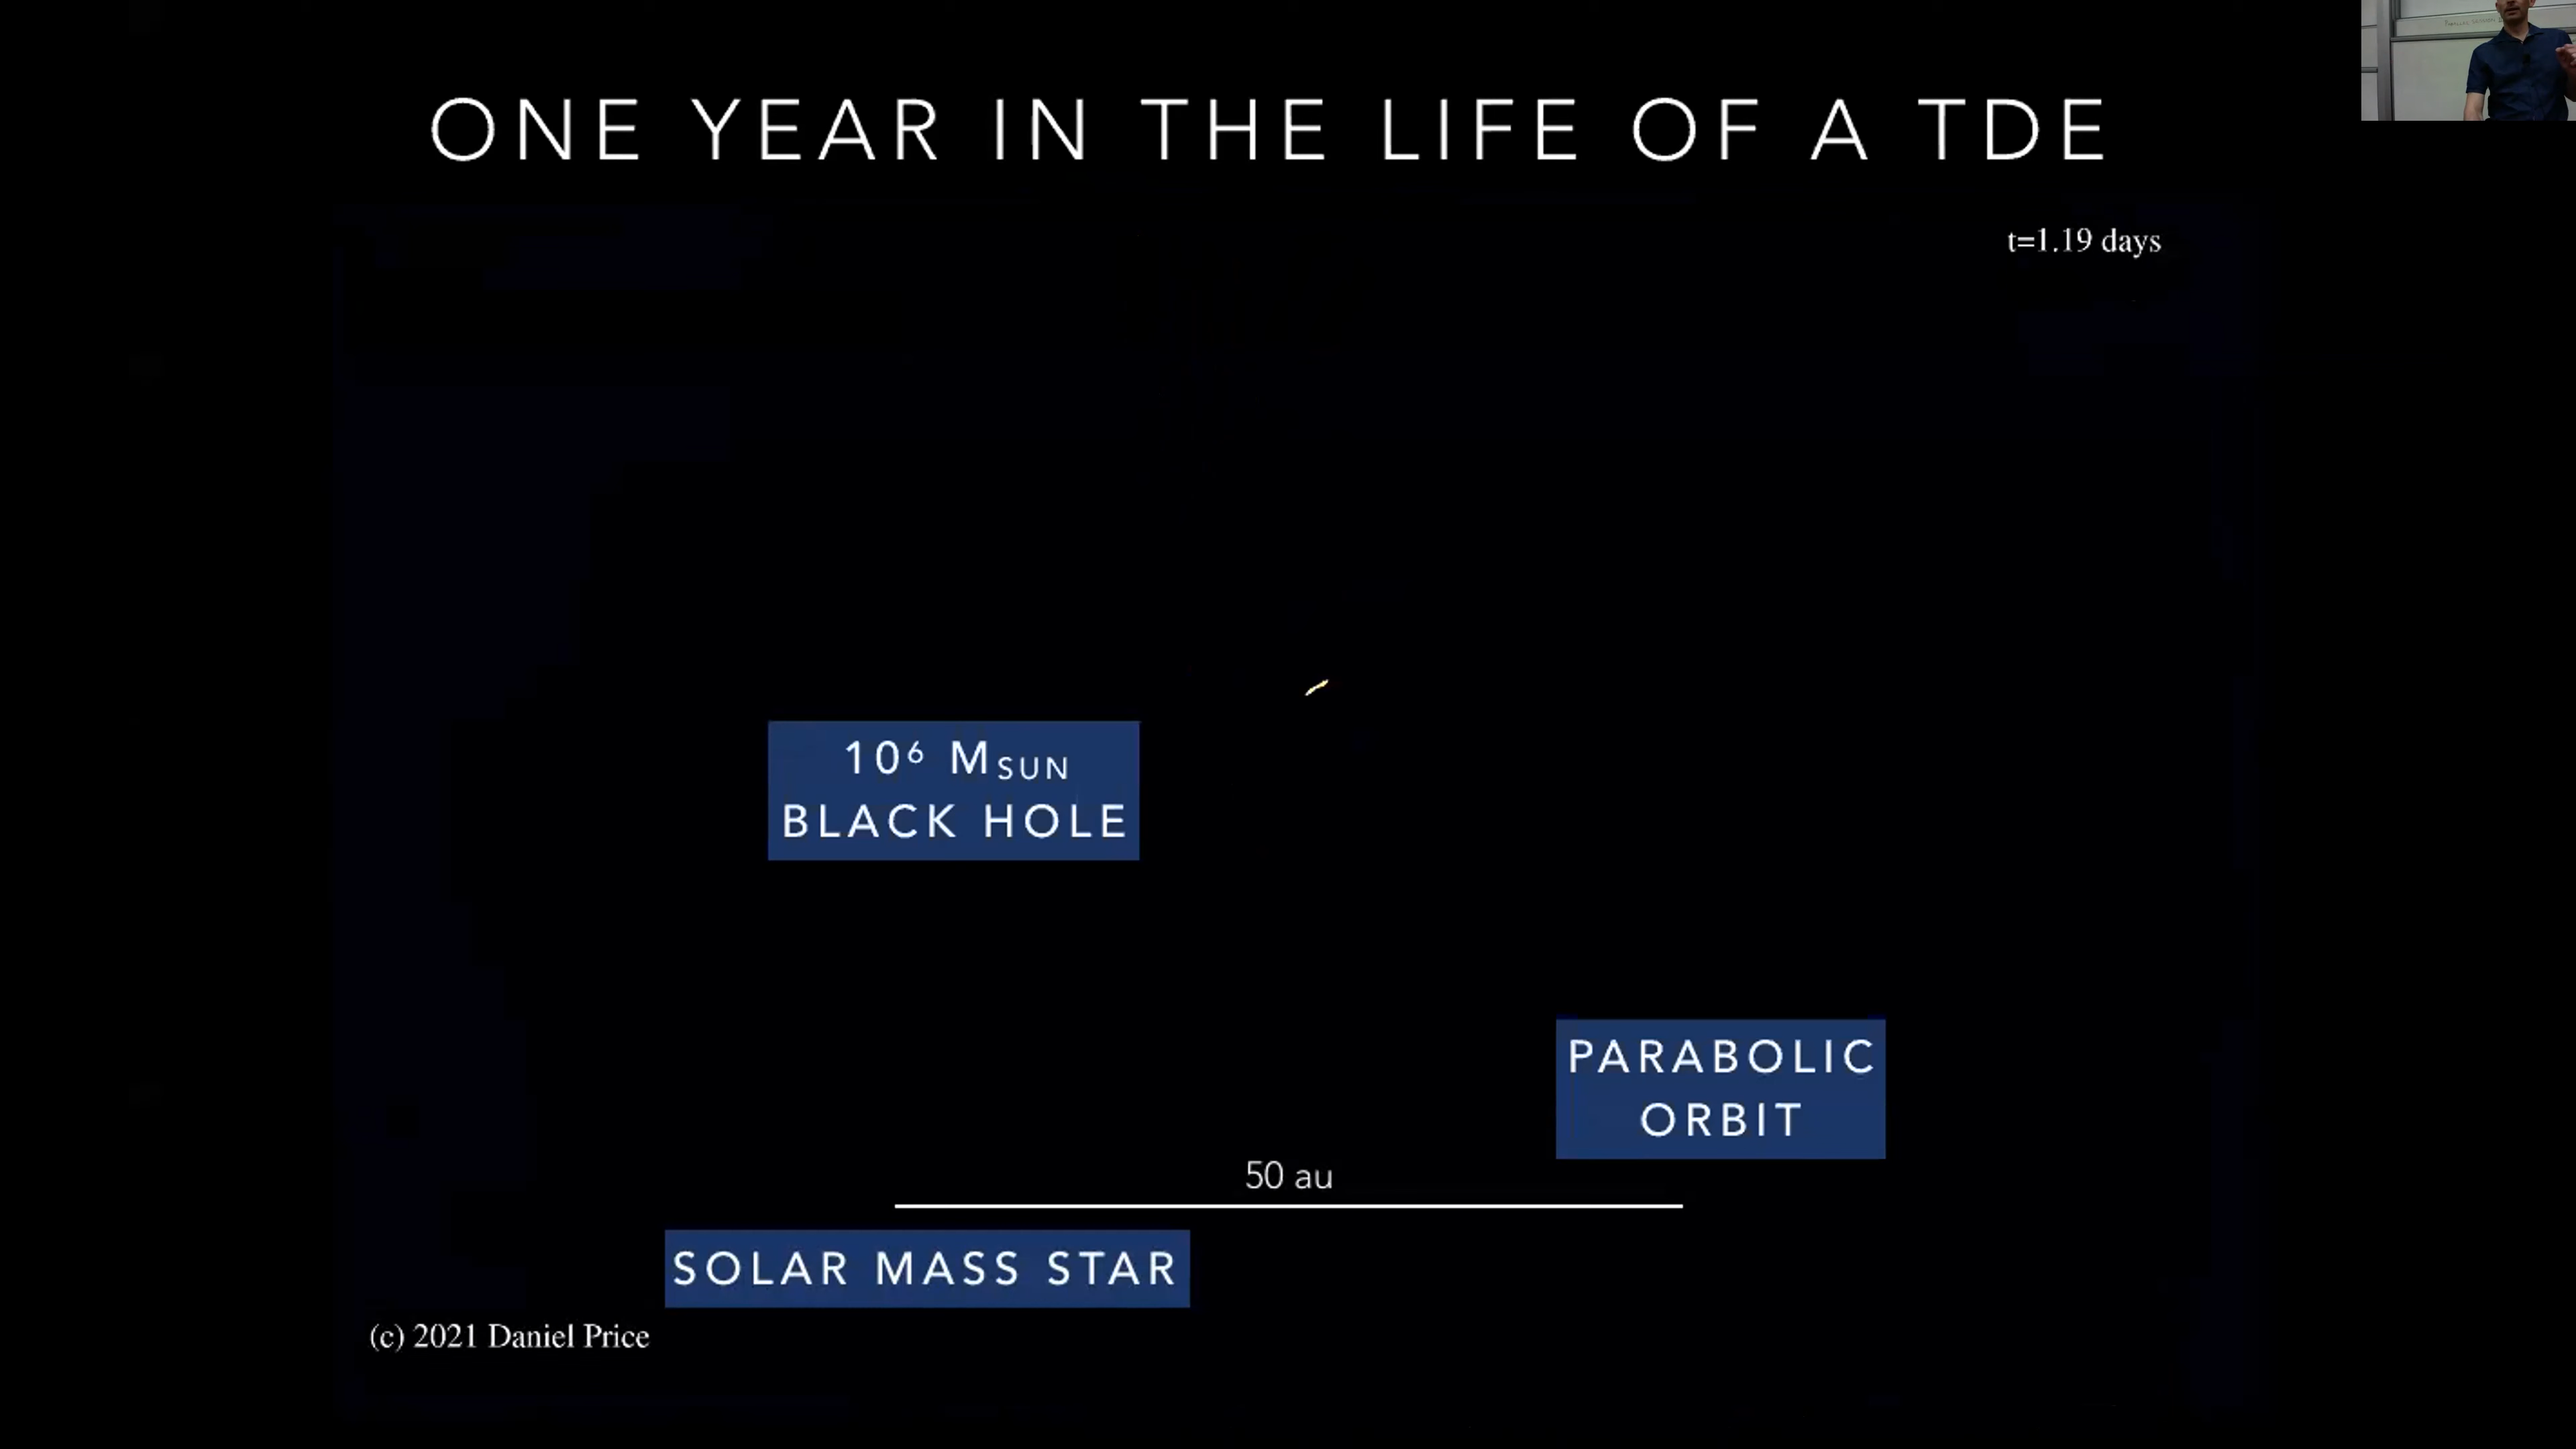 ONE YEAR IN THE LIFE OF A TDE
t=1.19 days
10⁶ M_SUN
BLACK HOLE
PARABOLIC
ORBIT
50 au
SOLAR MASS STAR
(c) 2021 Daniel Price